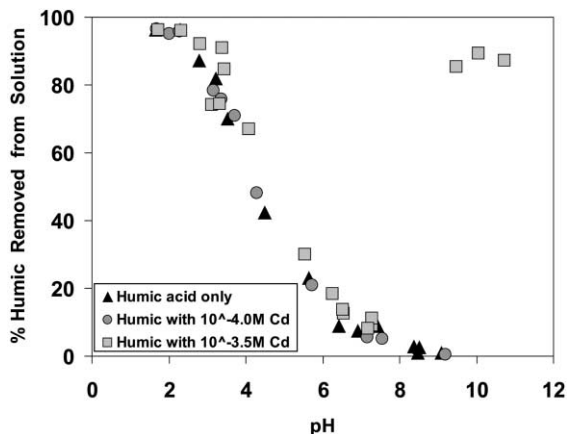 % Humic Removed from Solution
100
80
60
40
20
0
Humic acid only
Humic with 10^-4.0M Cd
Humic with 10^-3.5M Cd
0 2 4 6 8 10 12
pH